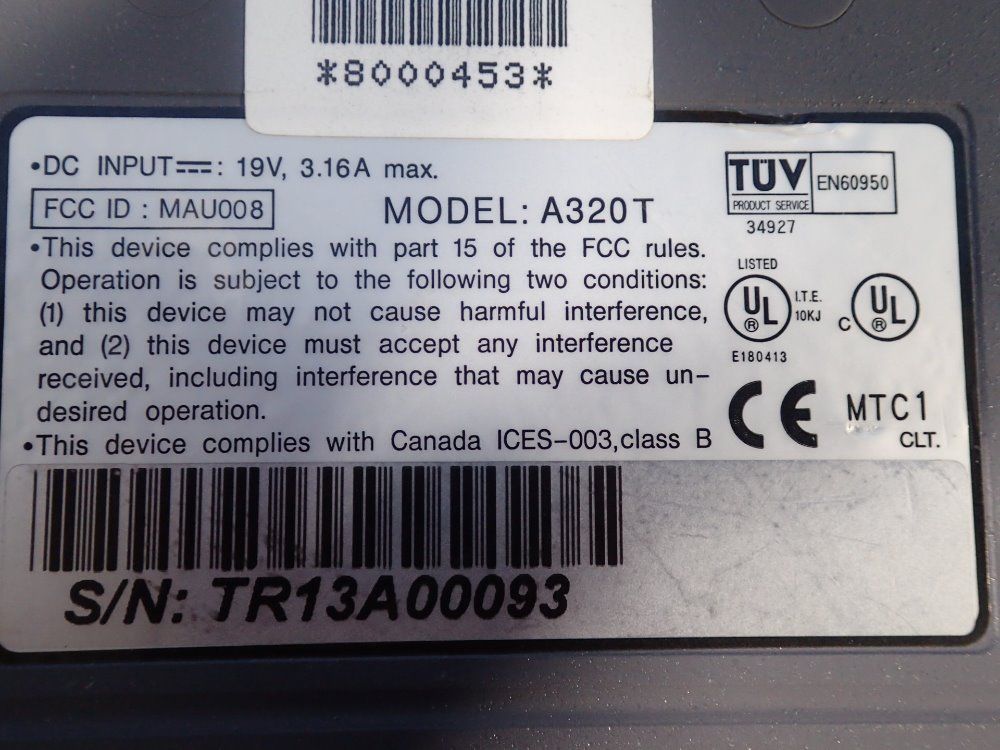 *8000453*
•DC INPUT⎓: 19V, 3.16A max.
FCC ID : MAU008
MODEL: A320T
•This device complies with part 15 of the FCC rules.
Operation is subject to the following two conditions:
(1) this device may not cause harmful interference,
and (2) this device must accept any interference
received, including interference that may cause un-
desired operation.
•This device complies with Canada ICES-003,class B
TÜV
PRODUCT SERVICE
EN60950
34927
LISTED
UL ®
I.T.E.
10KJ
E180413
C UL ®
CE
MTC1
CLT.
S/N: TR13A00093